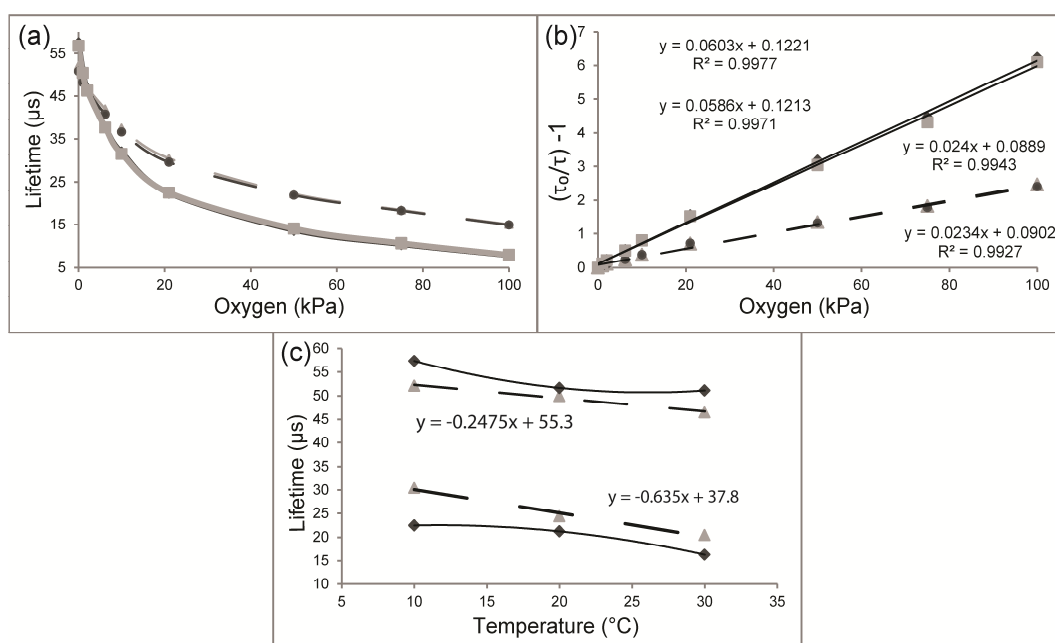 (a)
Lifetime (µs)
55
45
35
25
15
5
0
20
40
60
80
100
Oxygen (kPa)
(b)
(τ₀/τ) -1
7
6
5
4
3
2
1
0
y = 0.0603x + 0.1221
R² = 0.9977
y = 0.0586x + 0.1213
R² = 0.9971
y = 0.024x + 0.0889
R² = 0.9943
y = 0.0234x + 0.0902
R² = 0.9927
0
20
40
60
80
100
Oxygen (kPa)
(c)
Lifetime (µs)
60
55
50
45
40
35
30
25
20
15
10
y = -0.2475x + 55.3
y = -0.635x + 37.8
5
10
15
20
25
30
35
Temperature (°C)